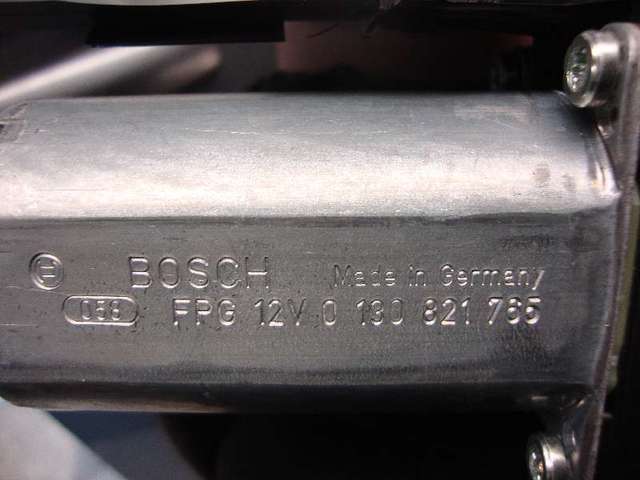 BOSCH Made in Germany
058 FPG 12V 0 130 821 765